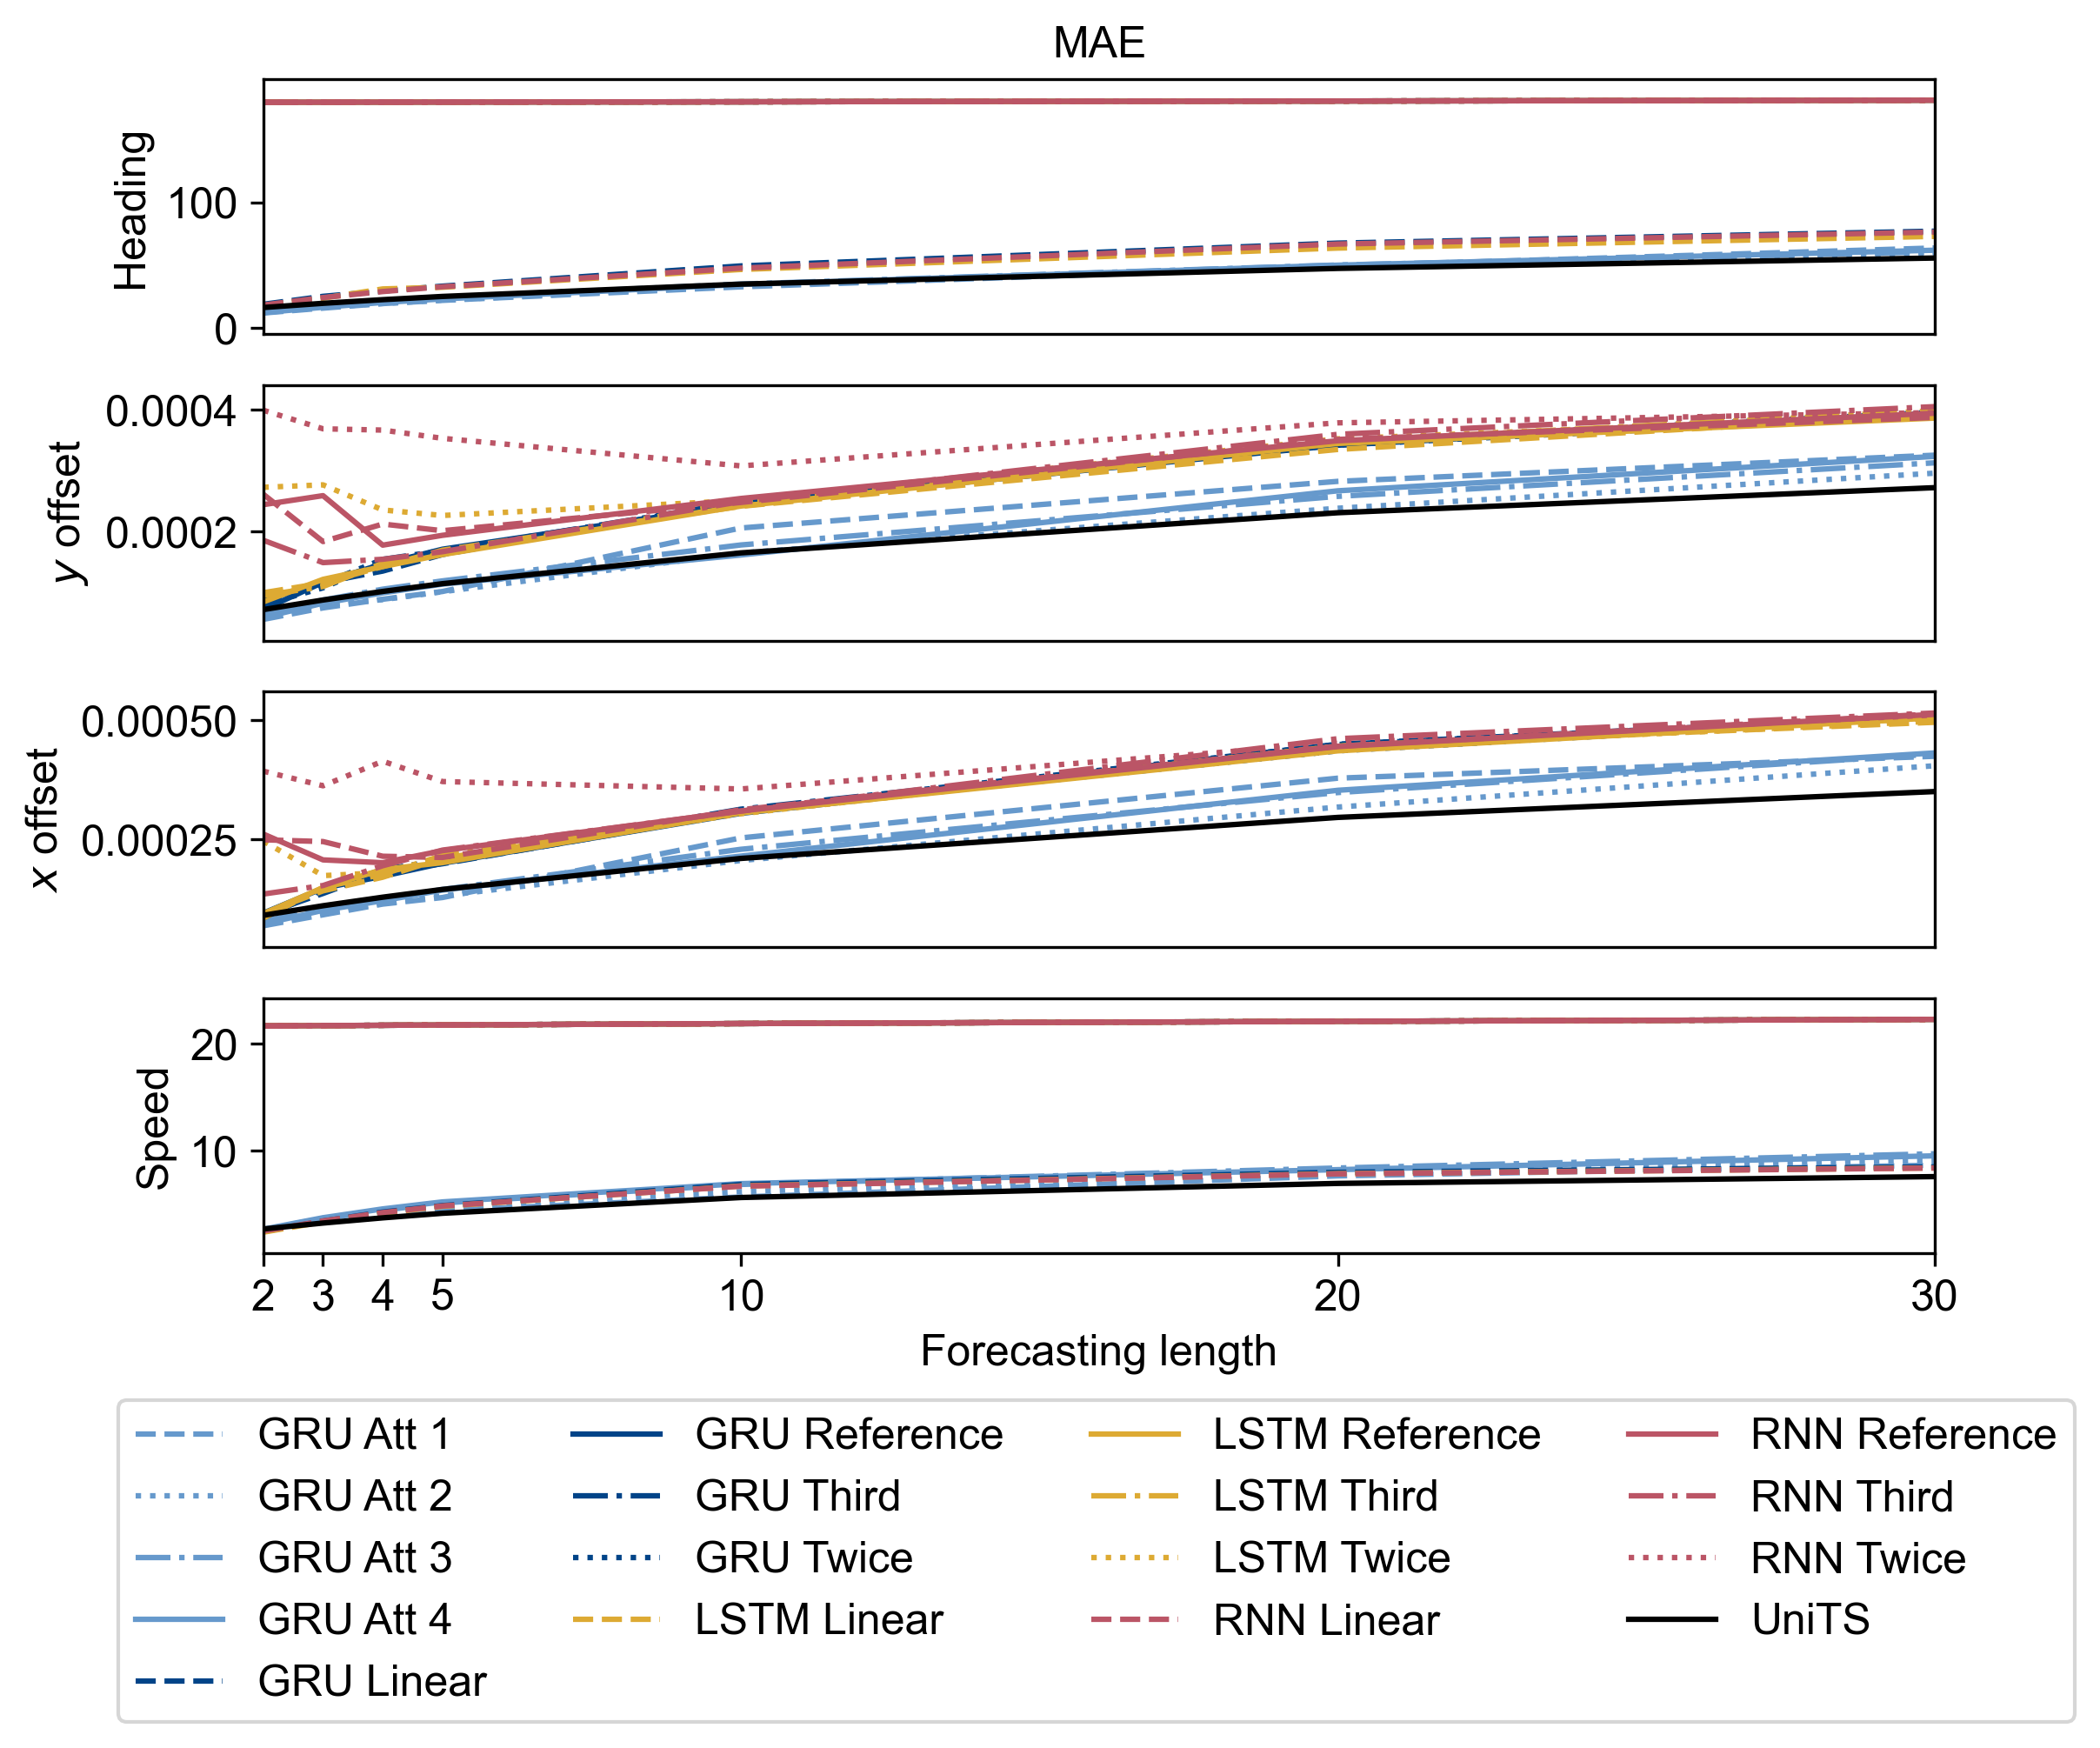 MAE
Heading
100
0
y offset
0.0004
0.0002
x offset
0.00050
0.00025
Speed
20
10
2 3 4 5 10 20 30
Forecasting length
GRU Att 1 GRU Reference LSTM Reference RNN Reference
GRU Att 2 GRU Third LSTM Third RNN Third
GRU Att 3 GRU Twice LSTM Twice RNN Twice
GRU Att 4 LSTM Linear RNN Linear UniTS
GRU Linear